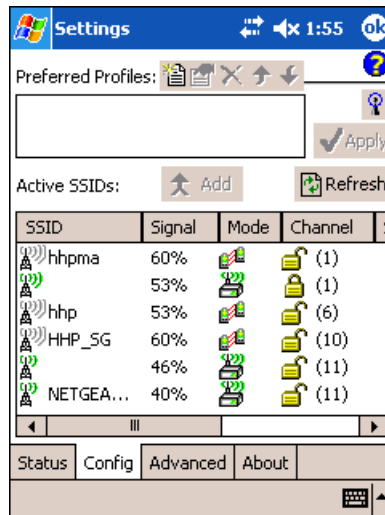 Settings 1:55 ok
Preferred Profiles:
Apply
Active SSIDs: Add Refresh
SSID Signal Mode Channel
hhpma 60% (1)
53% (1)
hhp 53% (6)
HHP_SG 60% (10)
46% (11)
NETGEA... 40% (11)
Status Config Advanced About